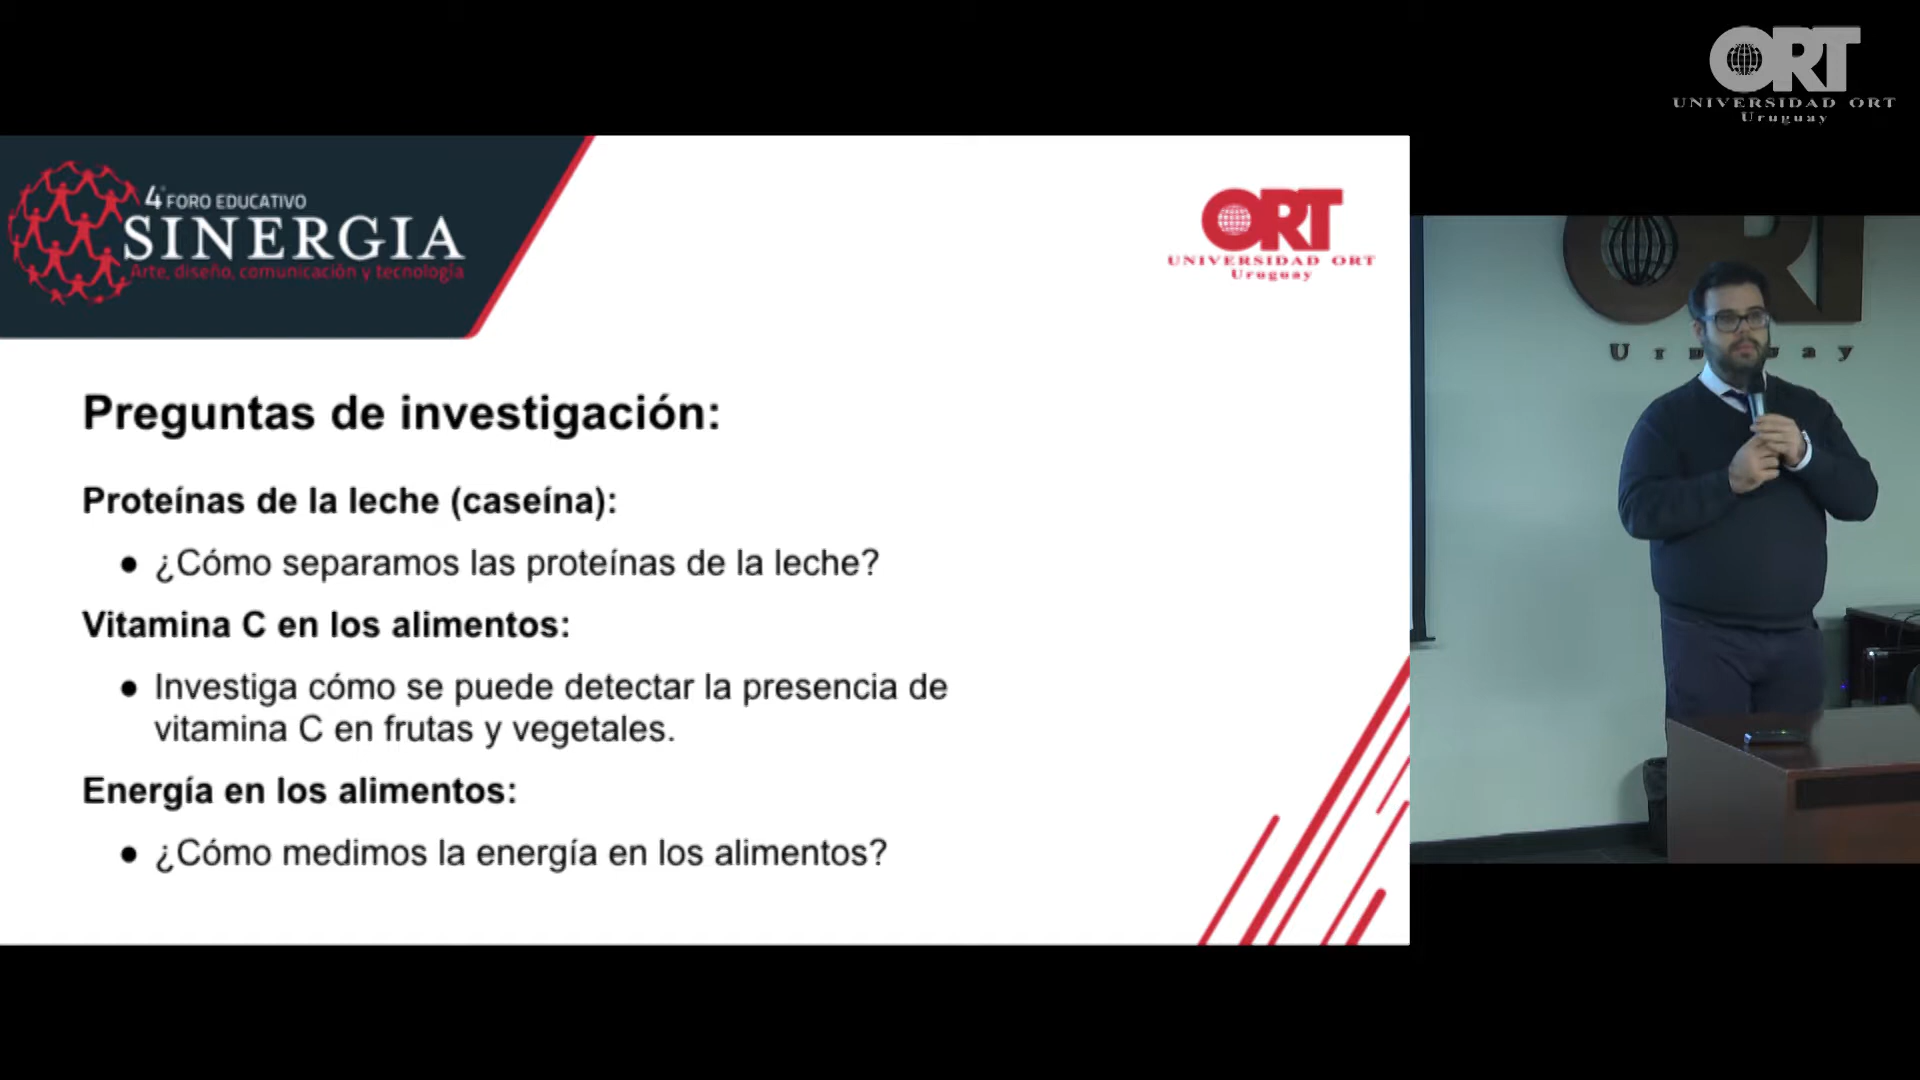 ORT
UNIVERSIDAD ORT
Uruguay
4° FORO EDUCATIVO
SINERGIA
Arte, diseño, comunicación y tecnología
ORT
UNIVERSIDAD ORT
Uruguay
Preguntas de investigación:
Proteínas de la leche (caseína):
● ¿Cómo separamos las proteínas de la leche?
Vitamina C en los alimentos:
● Investiga cómo se puede detectar la presencia de
vitamina C en frutas y vegetales.
Energía en los alimentos:
● ¿Cómo medimos la energía en los alimentos?
ORT
Uruguay